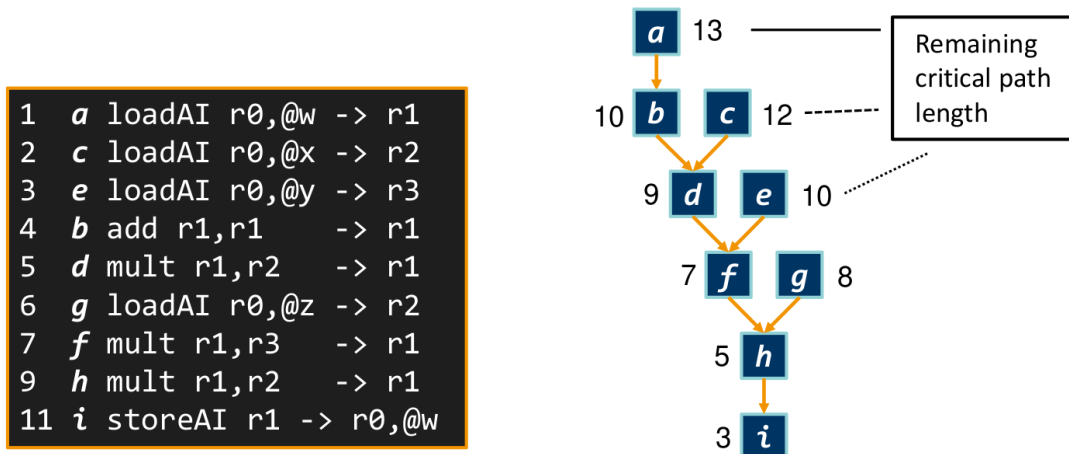 1 a loadAI r0,@w -> r1
2 c loadAI r0,@x -> r2
3 e loadAI r0,@y -> r3
4 b add r1,r1 -> r1
5 d mult r1,r2 -> r1
6 g loadAI r0,@z -> r2
7 f mult r1,r3 -> r1
9 h mult r1,r2 -> r1
11 i storeAI r1 -> r0,@w
a 13
10 b c 12
9 d e 10
7 f g 8
5 h
3 i
Remaining
critical path
length